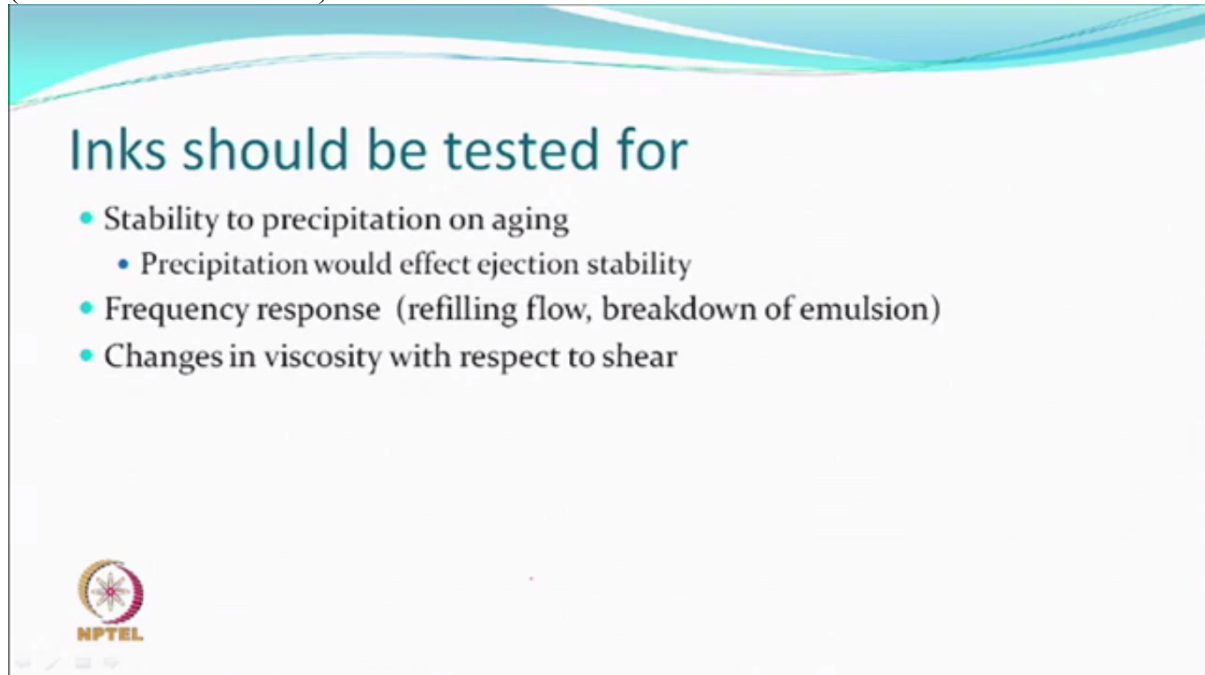 Inks should be tested for
Stability to precipitation on aging
Precipitation would effect ejection stability
Frequency response (refilling flow, breakdown of emulsion)
Changes in viscosity with respect to shear
NPTEL